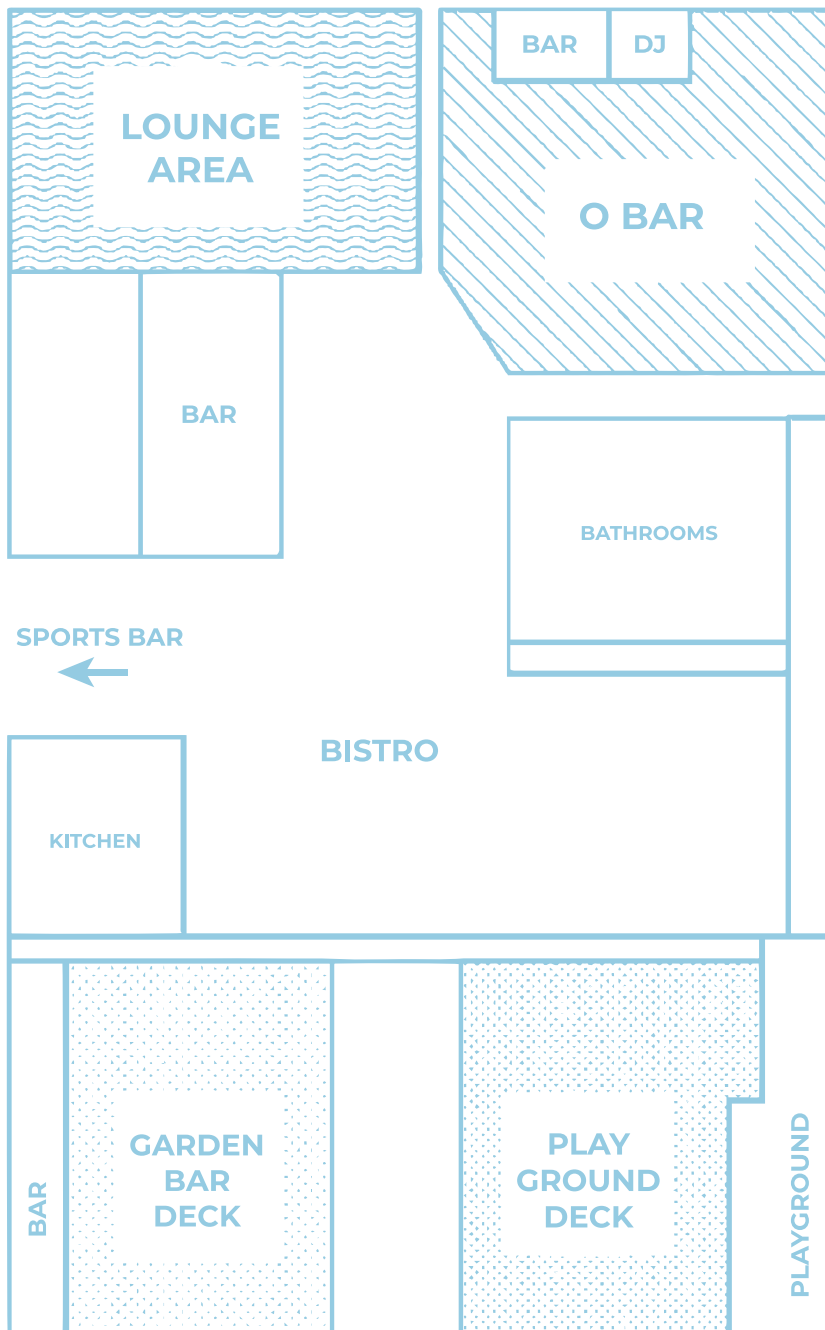 BAR
DJ
LOUNGE
AREA
O BAR
BAR
BATHROOMS
SPORTS BAR
BISTRO
KITCHEN
GARDEN
BAR
DECK
PLAY
GROUND
DECK
BAR
PLAYGROUND